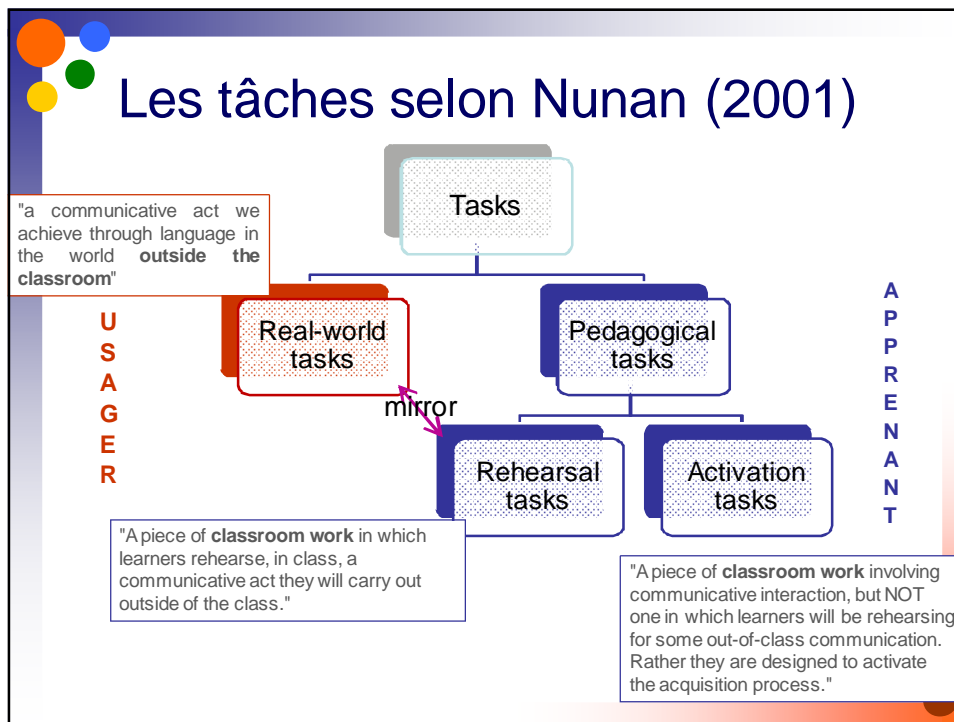 Les tâches selon Nunan (2001)
Tasks
"a communicative act we
achieve through language in
the world outside the
classroom"
U
S
A
G
E
R
Real-world
tasks
Pedagogical
tasks
A
P
P
R
E
N
A
N
T
mirror
Rehearsal
tasks
Activation
tasks
"A piece of classroom work in which
learners rehearse, in class, a
communicative act they will carry out
outside of the class."
"A piece of classroom work involving
communicative interaction, but NOT
one in which learners will be rehearsing
for some out-of-class communication.
Rather they are designed to activate
the acquisition process."